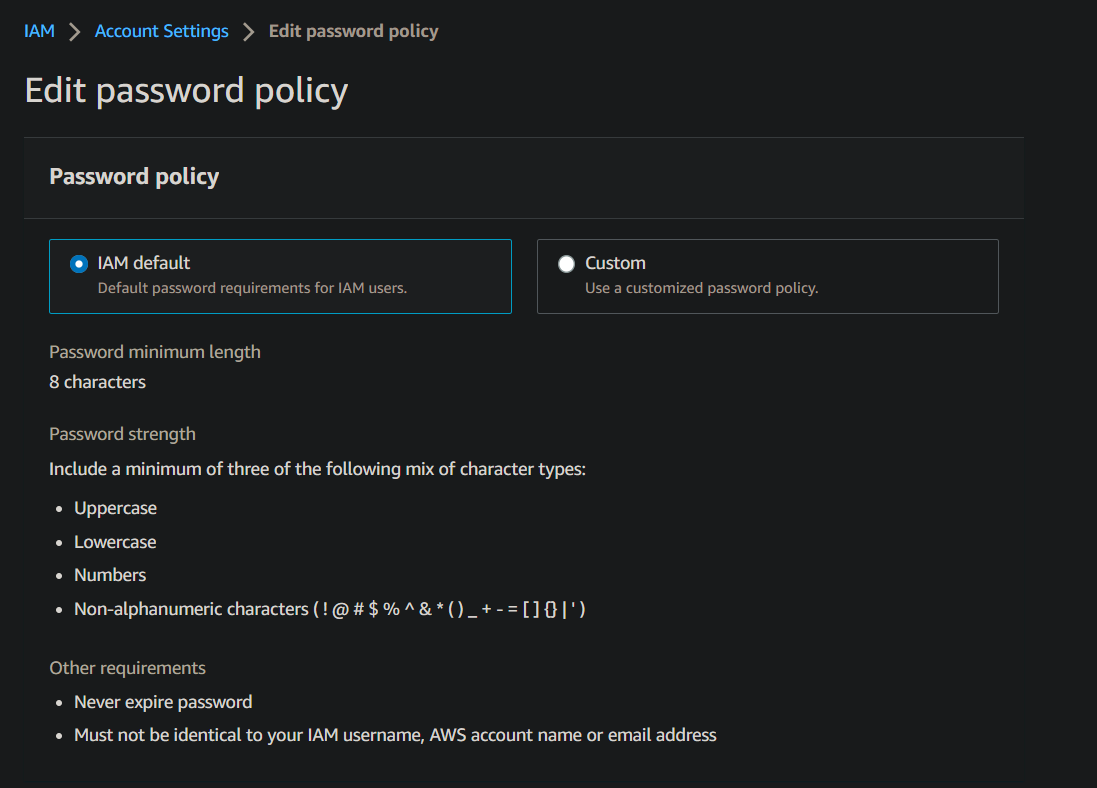 IAM > Account Settings > Edit password policy
Edit password policy
Password policy
IAM default
Default password requirements for IAM users.
Custom
Use a customized password policy.
Password minimum length
8 characters
Password strength
Include a minimum of three of the following mix of character types:
• Uppercase
• Lowercase
• Numbers
• Non-alphanumeric characters ( ! @ # $ % ^ & * ( ) _ + - = [ ] { } | ' )
Other requirements
• Never expire password
• Must not be identical to your IAM username, AWS account name or email address